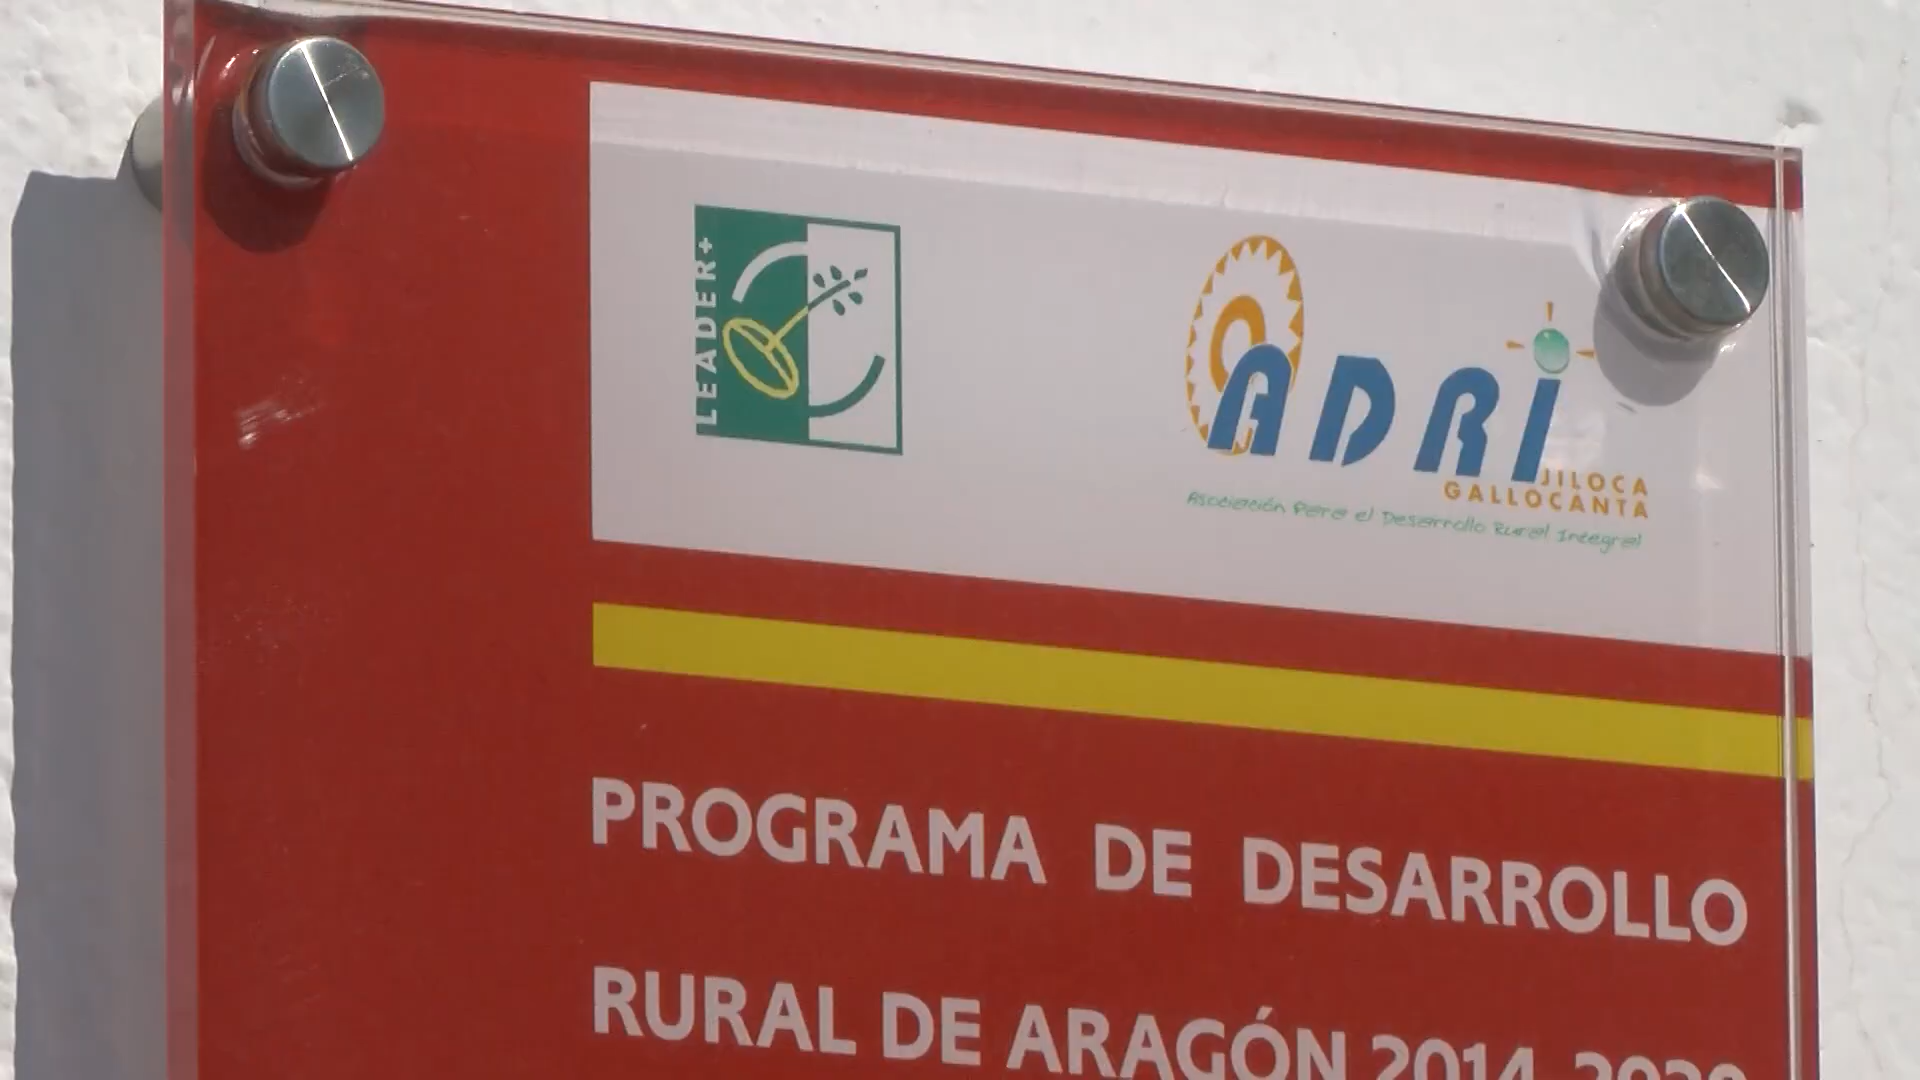 LEADER+
ADRI
JILOCA
GALLOCANTA
Asociación Para el Desarrollo Rural Integral
PROGRAMA DE DESARROLLO
RURAL DE ARAGÓN 2014-2020